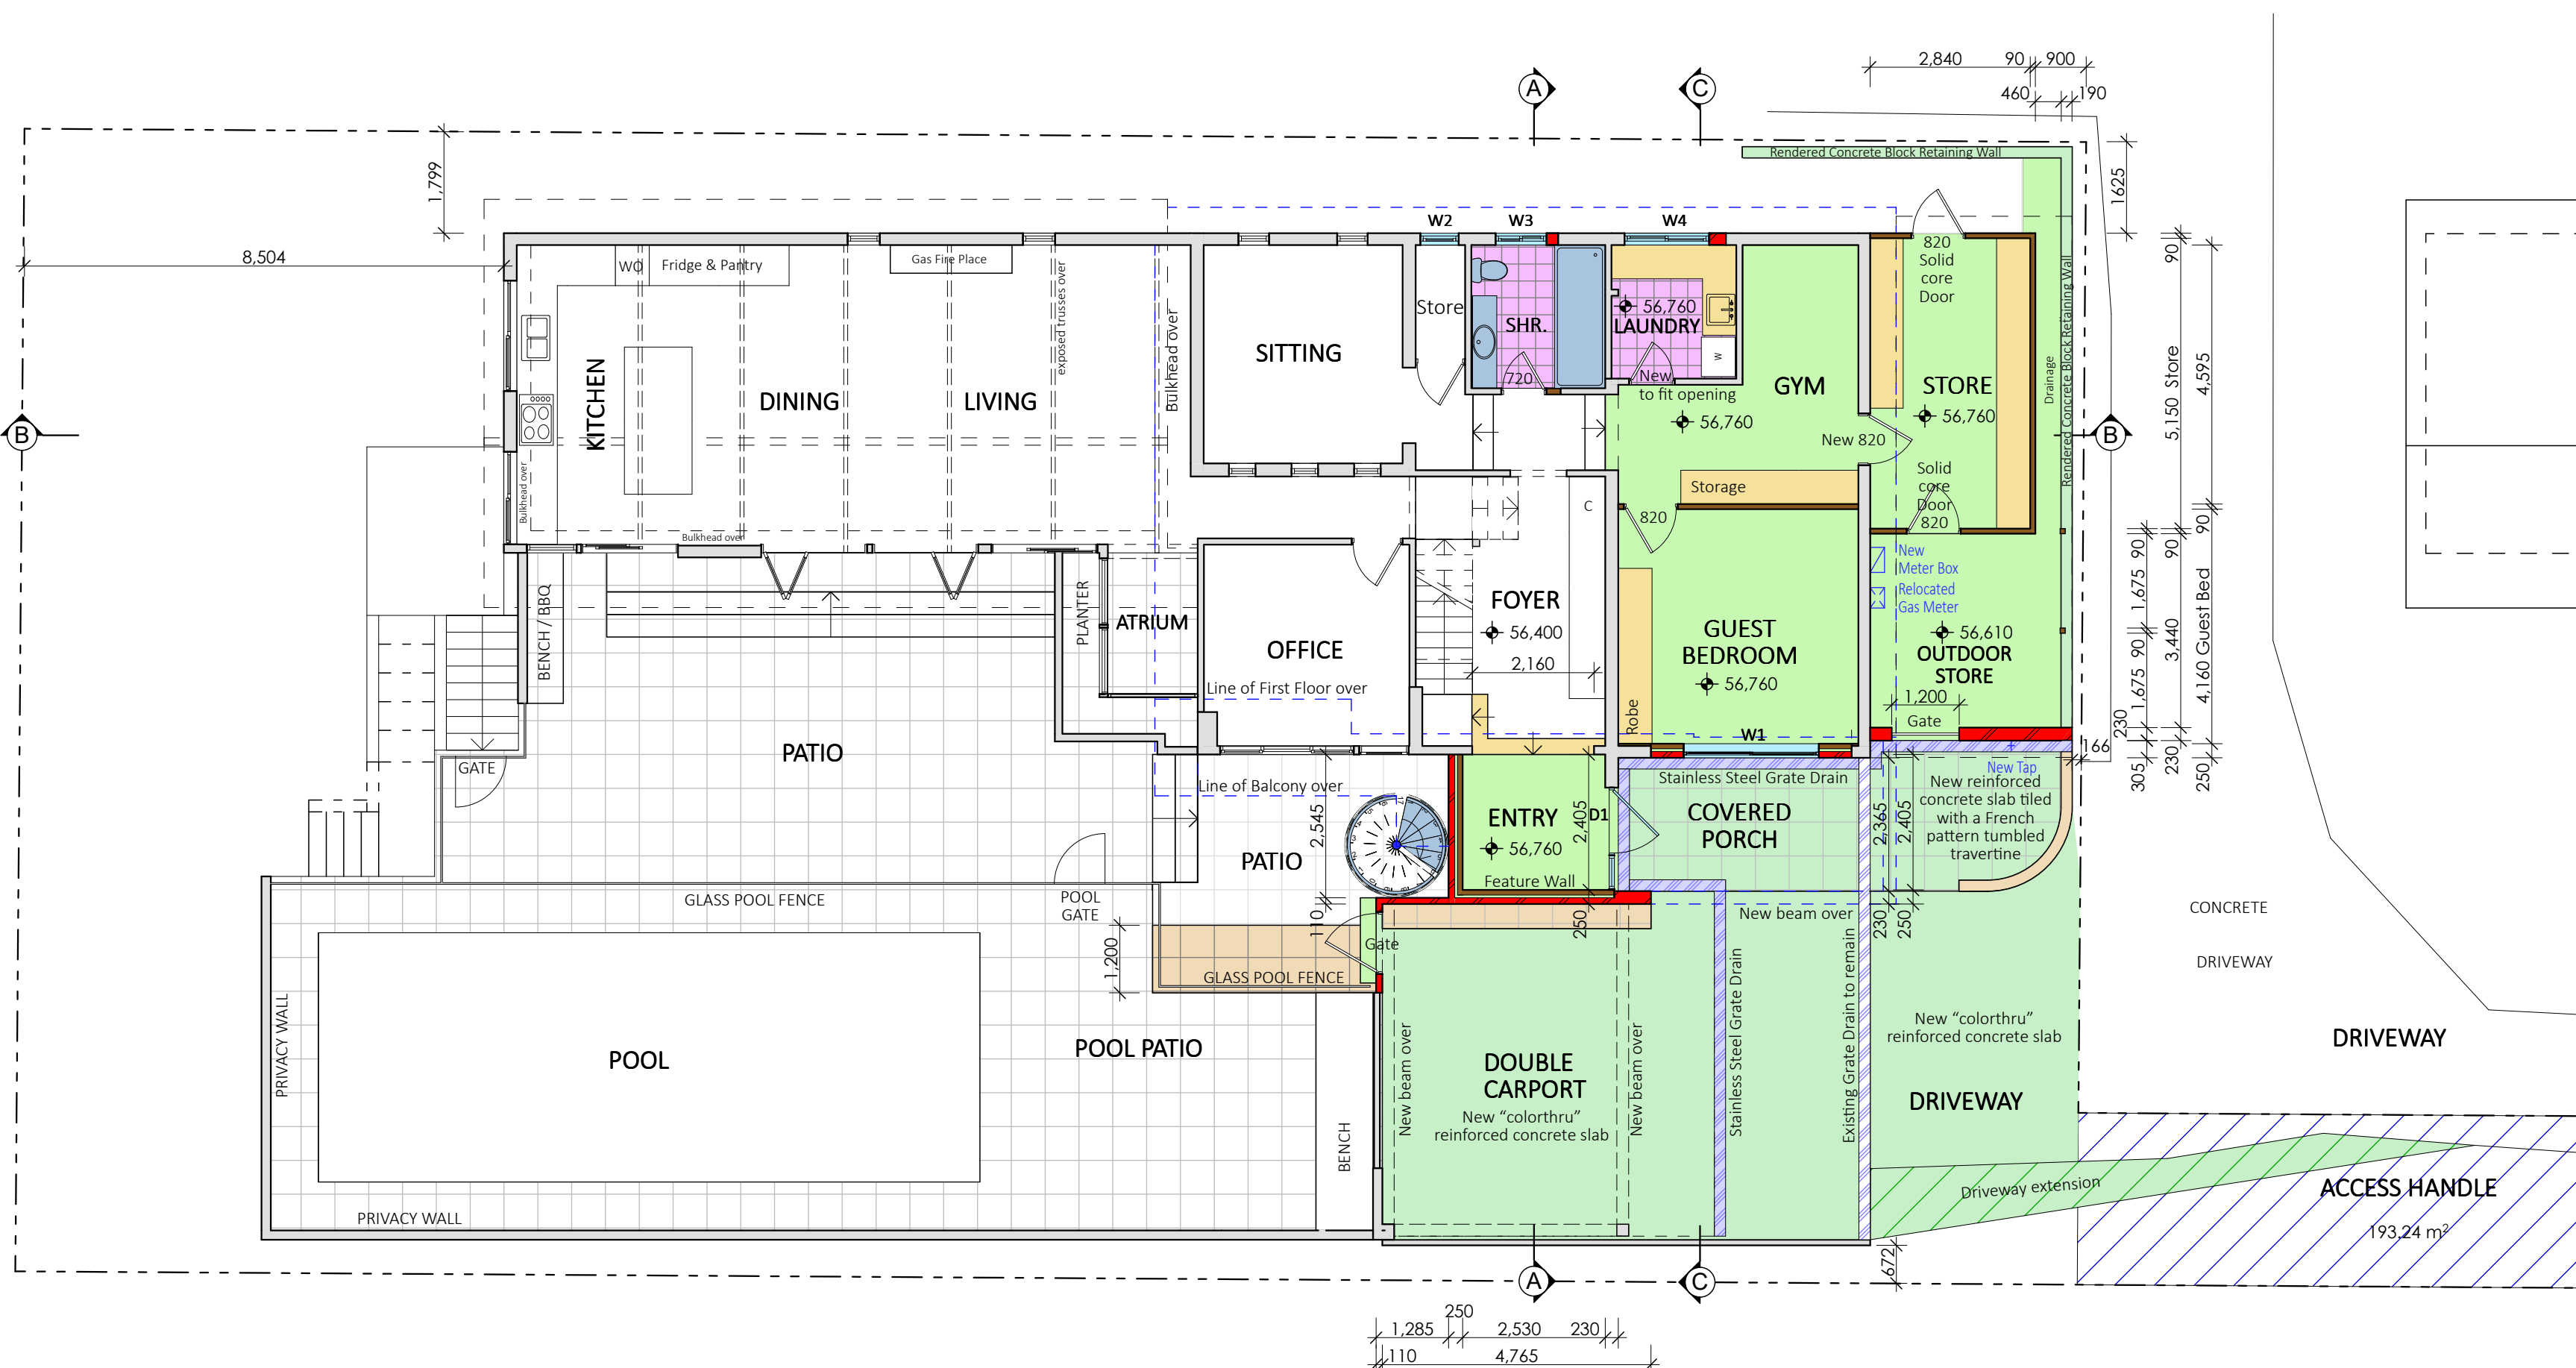 2,840
90
900
460
190
A
C
1,799
Rendered Concrete Block Retaining Wall
1625
W2
W3
W4
8,504
WO
Fridge & Pantry
Gas Fire Place
exposed trusses over
Bulkhead over
SITTING
Store
SHR.
720
56,760
LAUNDRY
W
New
to fit opening
56,760
GYM
820
Solid
core
Door
STORE
56,760
New 820
Solid
core
Door
820
Drainage
Rendered Concrete Block Retaining Wall
90
5,150 Store
4,595
B
B
KITCHEN
DINING
LIVING
Bulkhead over
Bulkhead over
Storage
C
820
90
90
90
1,675
90
1,675
3,440
4,160 Guest Bed
230
230
305
250
166
New
Meter Box
Relocated
Gas Meter
56,610
OUTDOOR
STORE
1,200
Gate
BENCH / BBQ
PLANTER
ATRIUM
OFFICE
Line of First Floor over
FOYER
56,400
2,160
GUEST
BEDROOM
56,760
Robe
W1
PATIO
GATE
Line of Balcony over
2,545
110
PATIO
ENTRY
56,760
Feature Wall
2,405
D1
250
Stainless Steel Grate Drain
COVERED
PORCH
2,365
2,405
230
250
New Tap
New reinforced
concrete slab tiled
with a French
pattern tumbled
travertine
GLASS POOL FENCE
POOL
GATE
1,200
GLASS POOL FENCE
Gate
New beam over
CONCRETE
DRIVEWAY
PRIVACY WALL
POOL
POOL PATIO
BENCH
PRIVACY WALL
New beam over
DOUBLE
CARPORT
New “colorthru”
reinforced concrete slab
New beam over
Stainless Steel Grate Drain
Existing Grate Drain to remain
New “colorthru”
reinforced concrete slab
DRIVEWAY
DRIVEWAY
Driveway extension
ACCESS HANDLE
193.24 m²
672
A
C
250
1,285
2,530
230
110
4,765